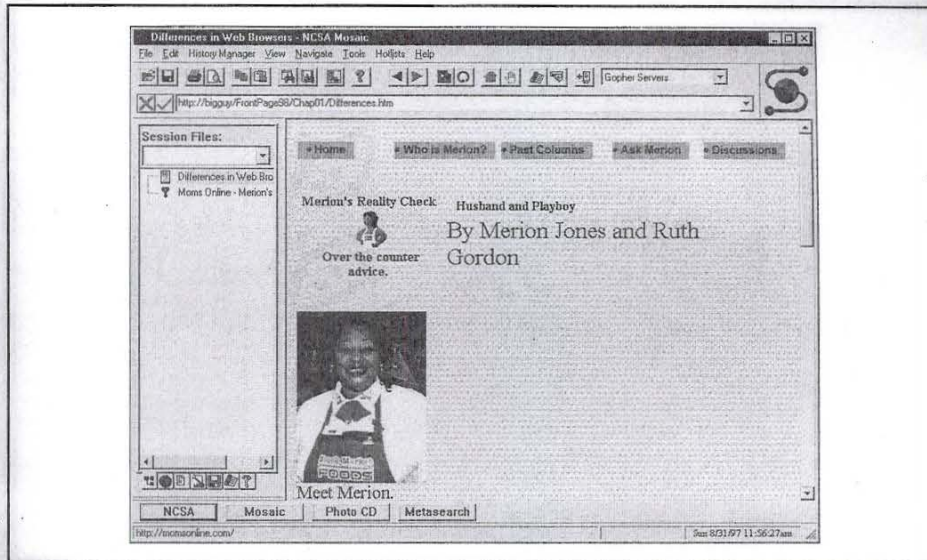 Differences in Web Browsers - NCSA Mosaic
File Edit History Manager View Navigate Tools Hotlists Help
Gopher Servers
http://bigguy/FrontPage98/Chap01/Differences.htm
Session Files:
Differences in Web Bro
Moms Online - Merion's
Home Who is Merion? Past Columns Ask Merion Discussions
Merion's Reality Check
Over the counter
advice.
Husband and Playboy
By Merion Jones and Ruth
Gordon
FOODS
Meet Merion.
NCSA Mosaic Photo CD Metasearch
http://momsonline.com/
Sun 8/31/97 11:56:27am